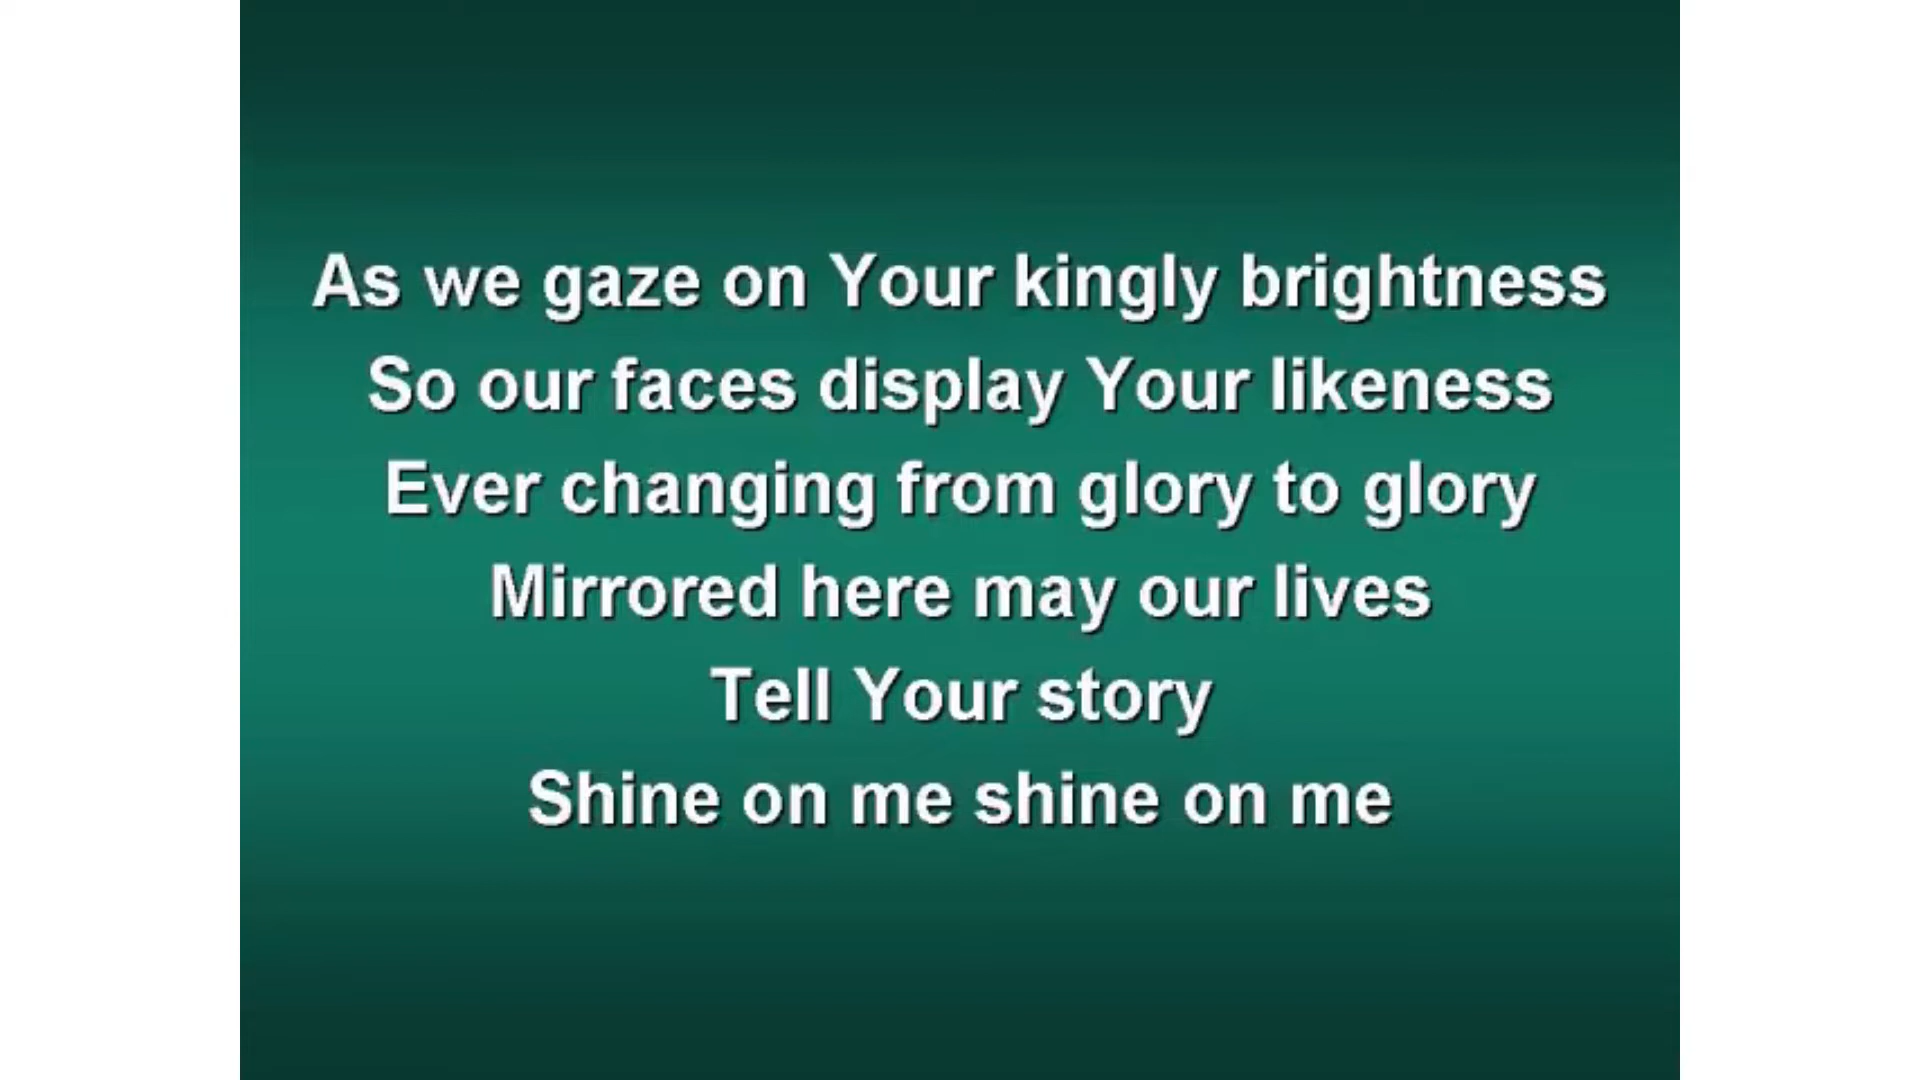 As we gaze on Your kingly brightness
So our faces display Your likeness
Ever changing from glory to glory
Mirrored here may our lives
Tell Your story
Shine on me shine on me